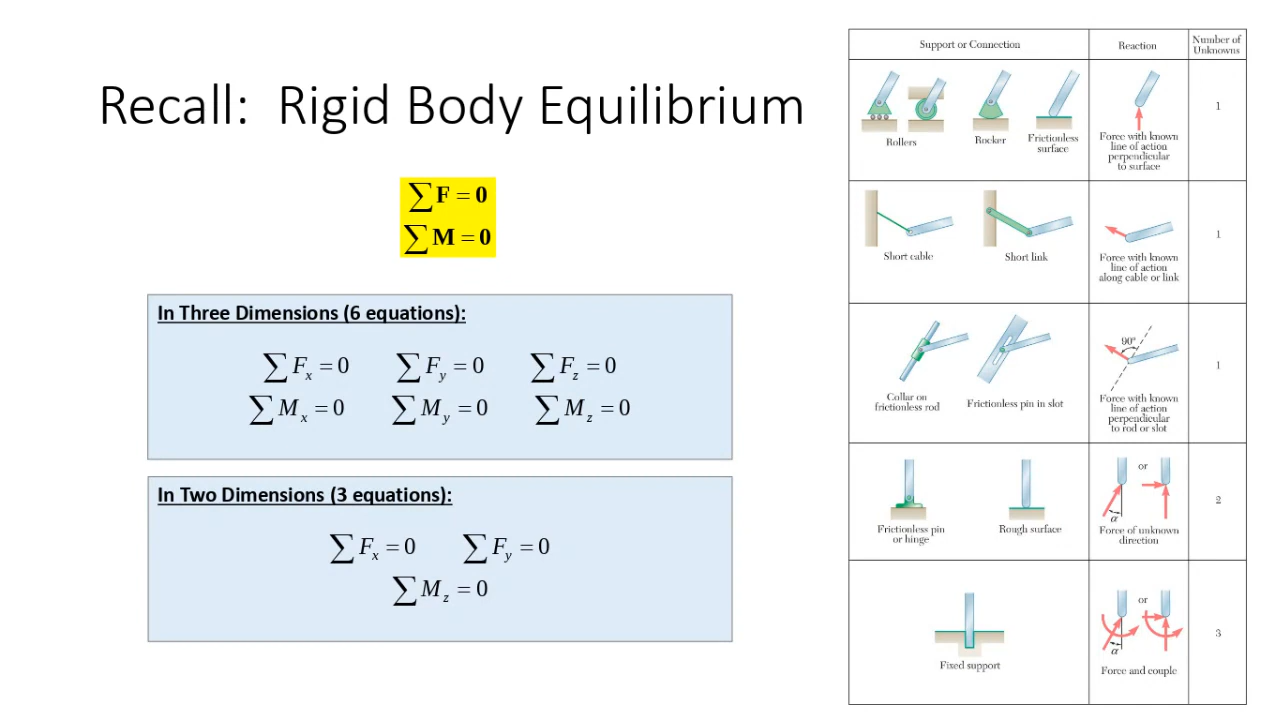 Recall: Rigid Body Equilibrium
∑F = 0
∑M = 0
In Three Dimensions (6 equations):
∑Fx = 0 ∑Fy = 0 ∑Fz = 0
∑Mx = 0 ∑My = 0 ∑Mz = 0
In Two Dimensions (3 equations):
∑Fx = 0 ∑Fy = 0
∑Mz = 0
Support or Connection
Reaction
Number of
Unknowns
Rollers
Rocker
Frictionless
surface
Force with known
line of action
perpendicular
to surface
1
Short cable
Short link
Force with known
line of action
along cable or link
1
Collar on
frictionless rod
Frictionless pin in slot
90°
Force with known
line of action
perpendicular
to rod or slot
1
Frictionless pin
or hinge
Rough surface
or
α
Force of unknown
direction
2
Fixed support
or
α
Force and couple
3